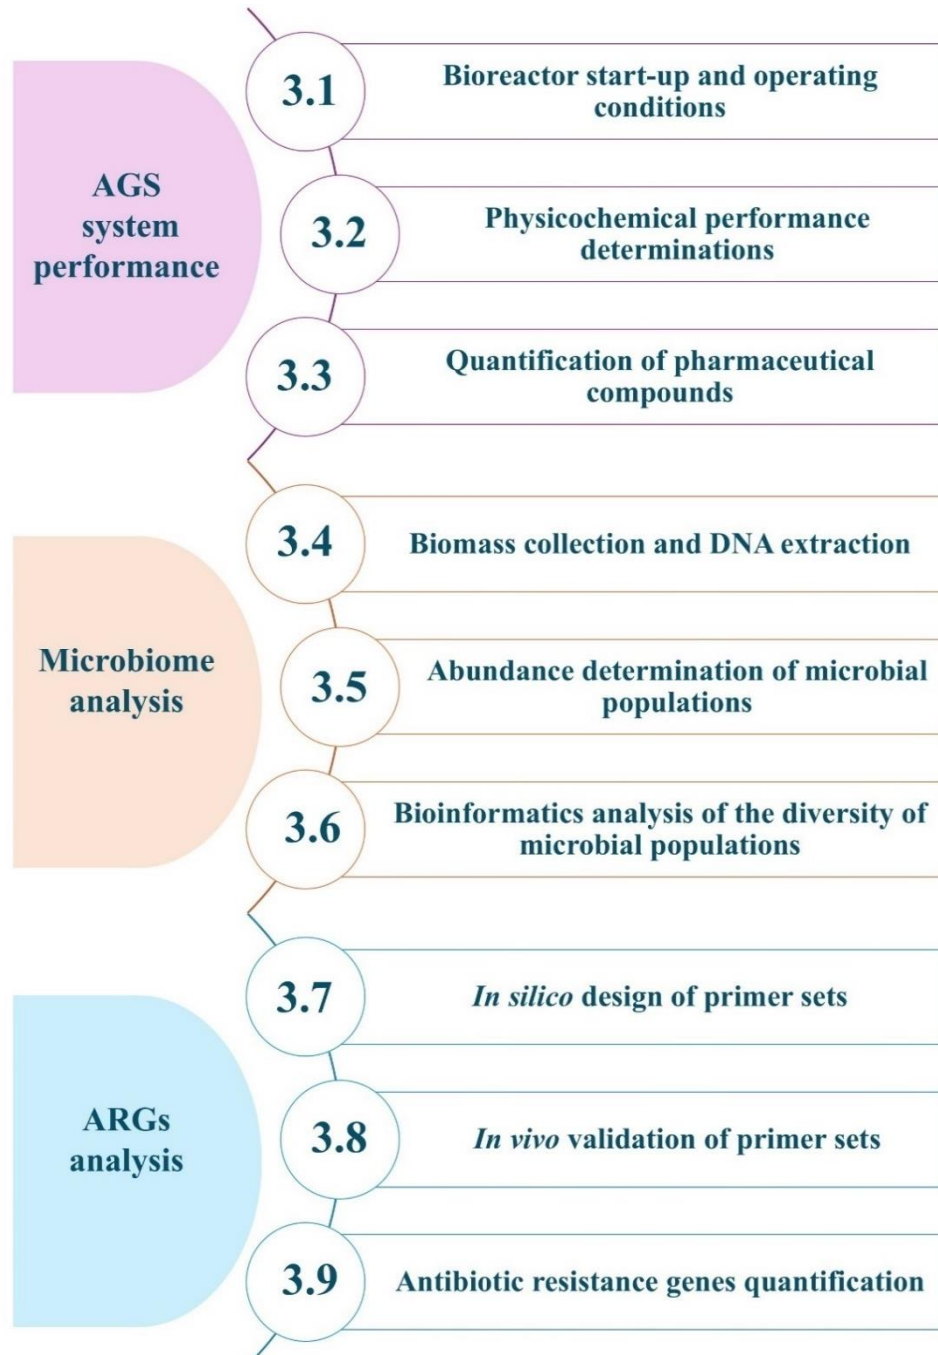 AGS
system
performance
3.1
Bioreactor start-up and operating
conditions
3.2
Physicochemical performance
determinations
3.3
Quantification of pharmaceutical
compounds
Microbiome
analysis
3.4
Biomass collection and DNA extraction
3.5
Abundance determination of microbial
populations
3.6
Bioinformatics analysis of the diversity of
microbial populations
ARGs
analysis
3.7
In silico design of primer sets
3.8
In vivo validation of primer sets
3.9
Antibiotic resistance genes quantification